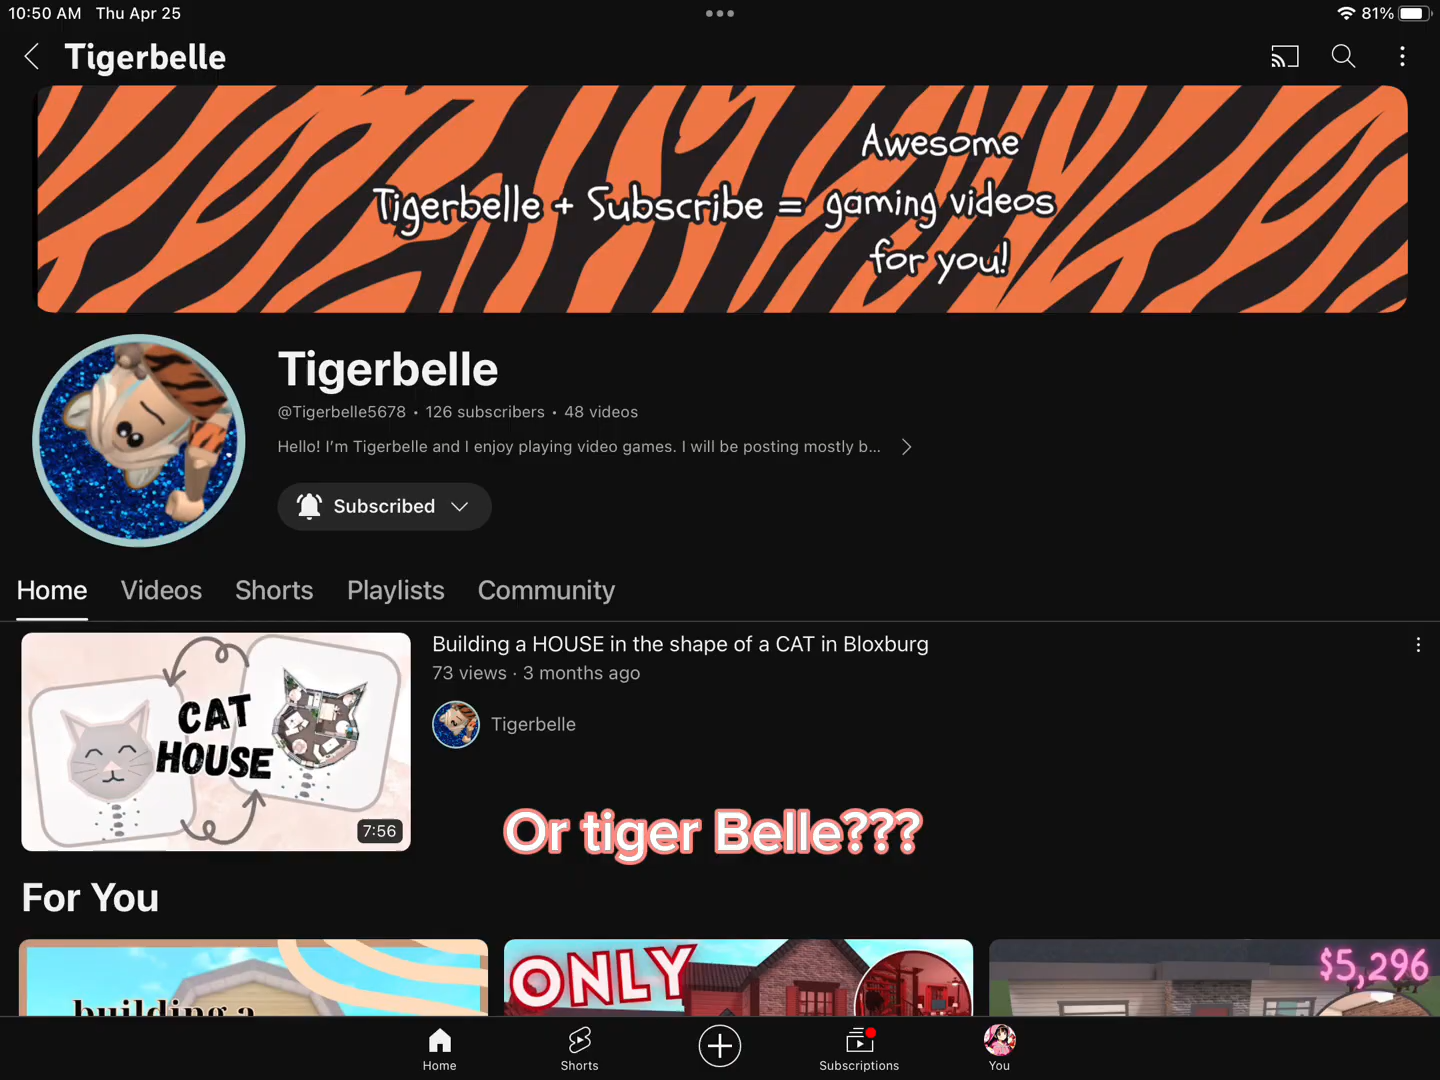 10:50 AM Thu Apr 25
81%
Tigerbelle
Awesome
Tigerbelle + Subscribe = gaming videos
for you!
Tigerbelle
@Tigerbelle5678 • 126 subscribers • 48 videos
Hello! I'm Tigerbelle and I enjoy playing video games. I will be posting mostly b...
Subscribed
Home Videos Shorts Playlists Community
Building a HOUSE in the shape of a CAT in Bloxburg
73 views · 3 months ago
Tigerbelle
CAT
HOUSE
7:56
Or tiger Belle???
For You
building a
ONLY
$5,296
Home Shorts Subscriptions You